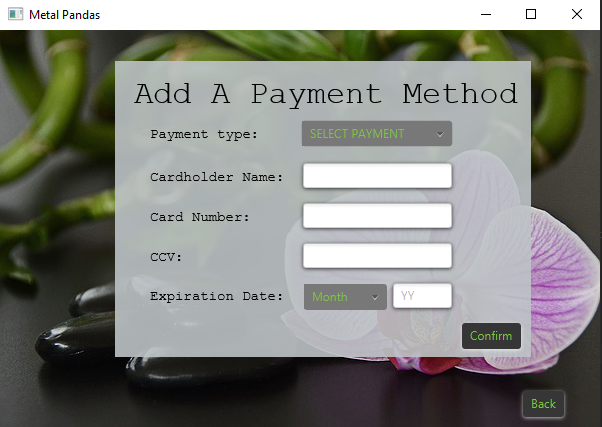 Metal Pandas
Add A Payment Method
Payment type: SELECT PAYMENT
Cardholder Name:
Card Number:
CCV:
Expiration Date: Month YY
Confirm
Back